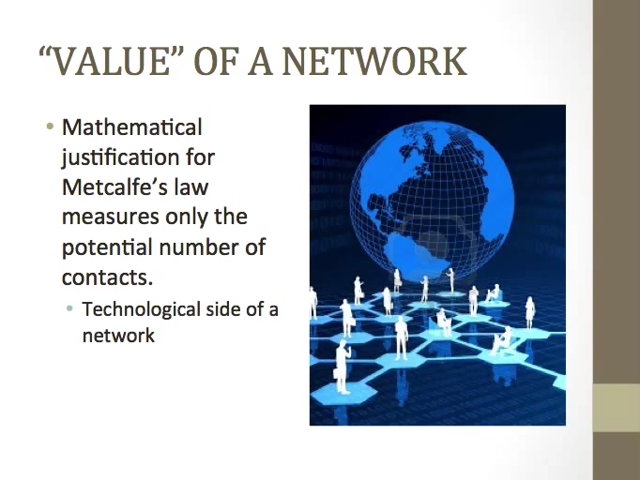 “VALUE” OF A NETWORK
• Mathematical
justification for
Metcalfe’s law
measures only the
potential number of
contacts.
• Technological side of a
network